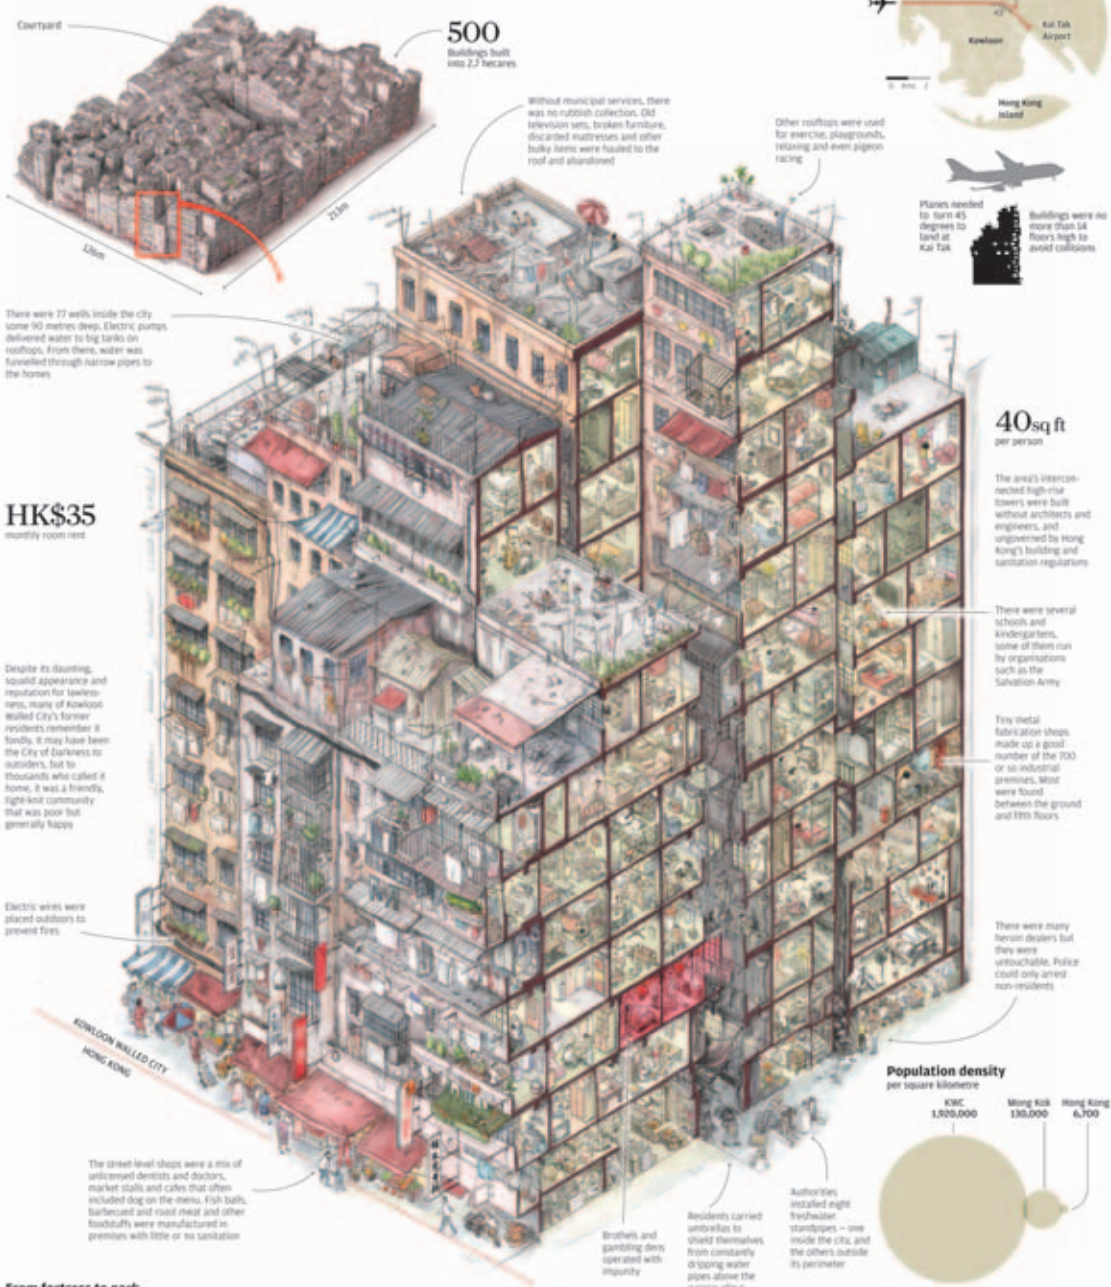 Courtyard
500
Buildings built
into 2.7 hecares
126m
213m
45°
Kai Tak
Airport
Kowloon
0 kms 2
Hong Kong
Island
Without municipal services, there
was no rubbish collection. Old
television sets, broken furniture,
discarded mattresses and other
bulky items were hauled to the
roof and abandoned
Other rooftops were used
for exercise, playgrounds,
relaxing and even pigeon
racing
Planes needed
to turn 45
degrees to
land at
Kai Tak
Buildings were no
more than 14
floors high to
avoid collisions
There were 77 wells inside the city
some 90 metres deep. Electric pumps
delivered water to big tanks on
rooftops. From there, water was
funnelled through narrow pipes to
the homes
HK$35
monthly room rent
40sq ft
per person
The area's intercon-
nected high-rise
towers were built
without architects and
engineers, and
ungoverned by Hong
Kong's building and
sanitation regulations
There were several
schools and
kindergartens,
some of them run
by organisations
such as the
Salvation Army
Despite its daunting,
squalid appearance and
reputation for lawless-
ness, many of Kowloon
Walled City's former
residents remember it
fondly. It may have been
the City of Darkness to
outsiders, but to
thousands who called it
home, it was a friendly,
tight-knit community
that was poor but
generally happy
Tiny metal
fabrication shops
made up a good
number of the 700
or so industrial
premises. Most
were found
between the ground
and fifth floors
Electric wires were
placed outdoors to
prevent fires
There were many
heroin dealers but
they were
untouchable. Police
could only arrest
non-residents
KOWLOON WALLED CITY
HONG KONG
Population density
per square kilometre
KWC
1,920,000
Mong Kok
130,000
Hong Kong
6,700
The street-level shops were a mix of
unlicensed dentists and doctors,
market stalls and cafes that often
included dog on the menu. Fish balls,
barbecued and roast meat and other
foodstuffs were manufactured in
premises with little or no sanitation
Brothels and
gambling dens
operated with
impunity
Residents carried
umbrellas to
shield themselves
from constantly
dripping water
pipes above the
Authorities
installed eight
freshwater
standpipes – one
inside the city, and
the others outside
its perimeter
From fortress to park